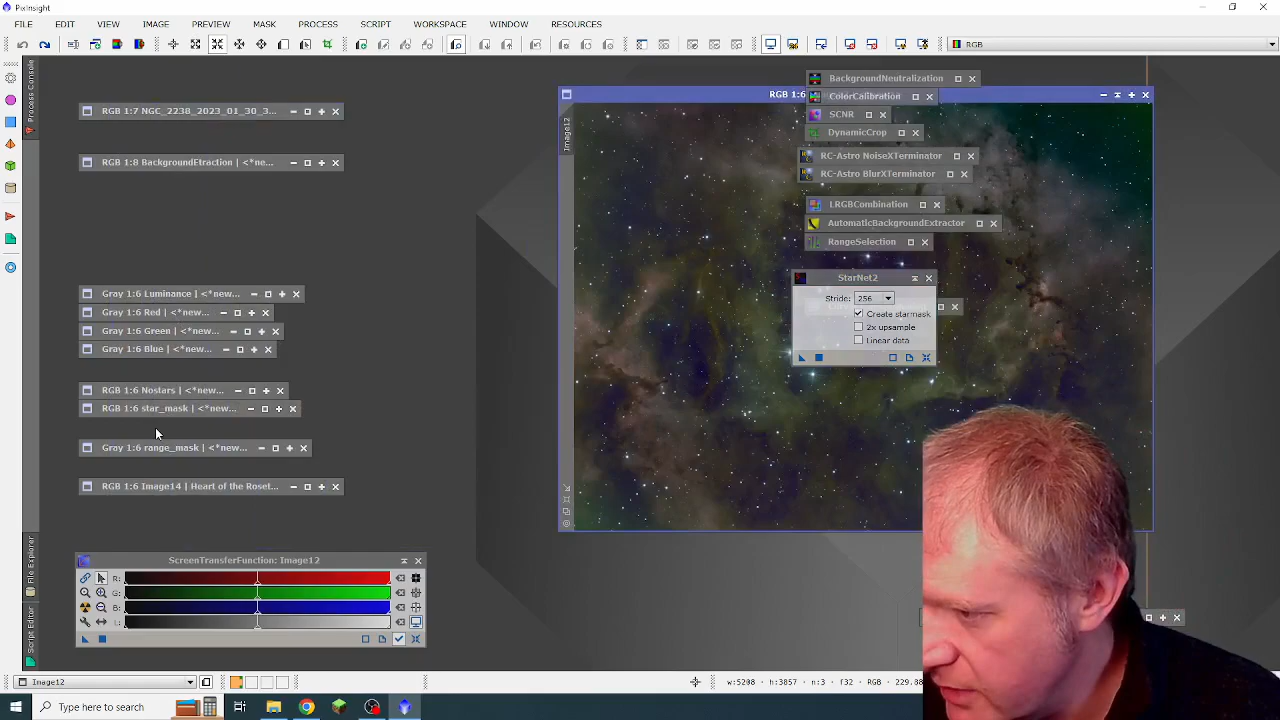 PixInsight
FILE EDIT VIEW IMAGE PREVIEW MASK PROCESS SCRIPT WORKSPACE WINDOW RESOURCES
RGB
Process Console
RGB 1:7 NGC_2238_2023_01_30_3...
RGB 1:8 BackgroundEtraction | <*ne...
Gray 1:6 Luminance | <*new...
Gray 1:6 Red | <*new...
Gray 1:6 Green | <*new...
Gray 1:6 Blue | <*new...
RGB 1:6 Nostars | <*new...
RGB 1:6 star_mask | <*new...
Gray 1:6 range_mask | <*new...
RGB 1:6 Image14 | Heart of the Roset...
RGB 1:6
Image12
BackgroundNeutralization
ColorCalibration
SCNR
DynamicCrop
RC-Astro NoiseXTerminator
RC-Astro BlurXTerminator
LRGBCombination
AutomaticBackgroundExtractor
RangeSelection
StarNet2
Stride: 256
Create starmask
2x upsample
Linear data
File Explorer
Script Editor
ScreenTransferFunction: Image12
R:
G:
B:
L:
Image12
w:5208 · h:3857 · n:3 · f32 · RGB · 229.88
Type here to search